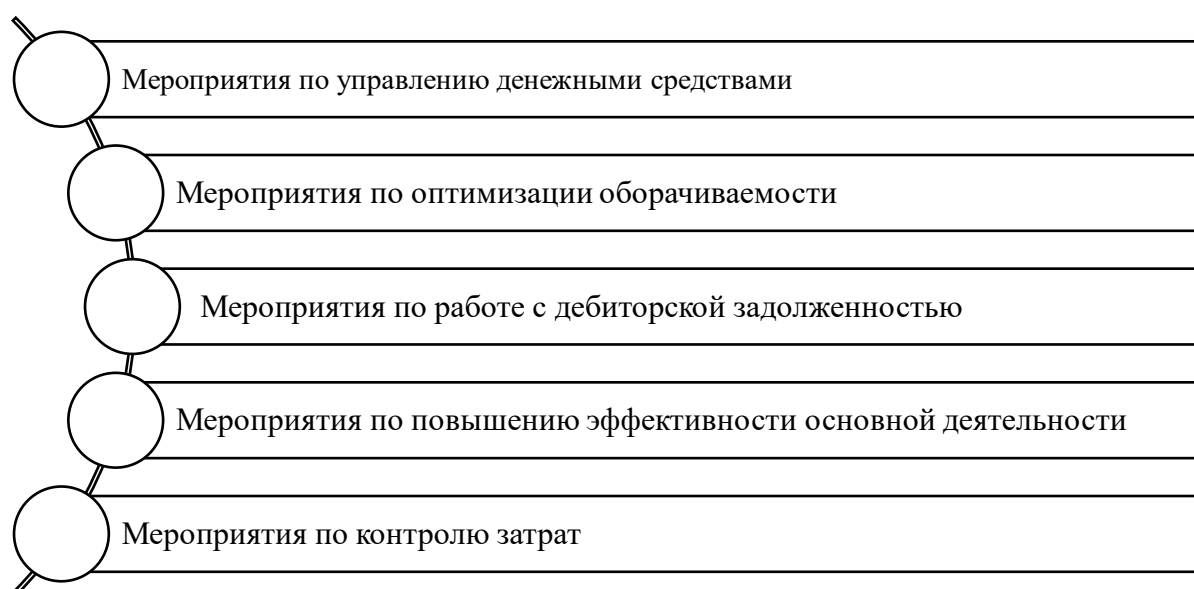 Мероприятия по управлению денежными средствами
Мероприятия по оптимизации оборачиваемости
Мероприятия по работе с дебиторской задолженностью
Мероприятия по повышению эффективности основной деятельности
Мероприятия по контролю затрат